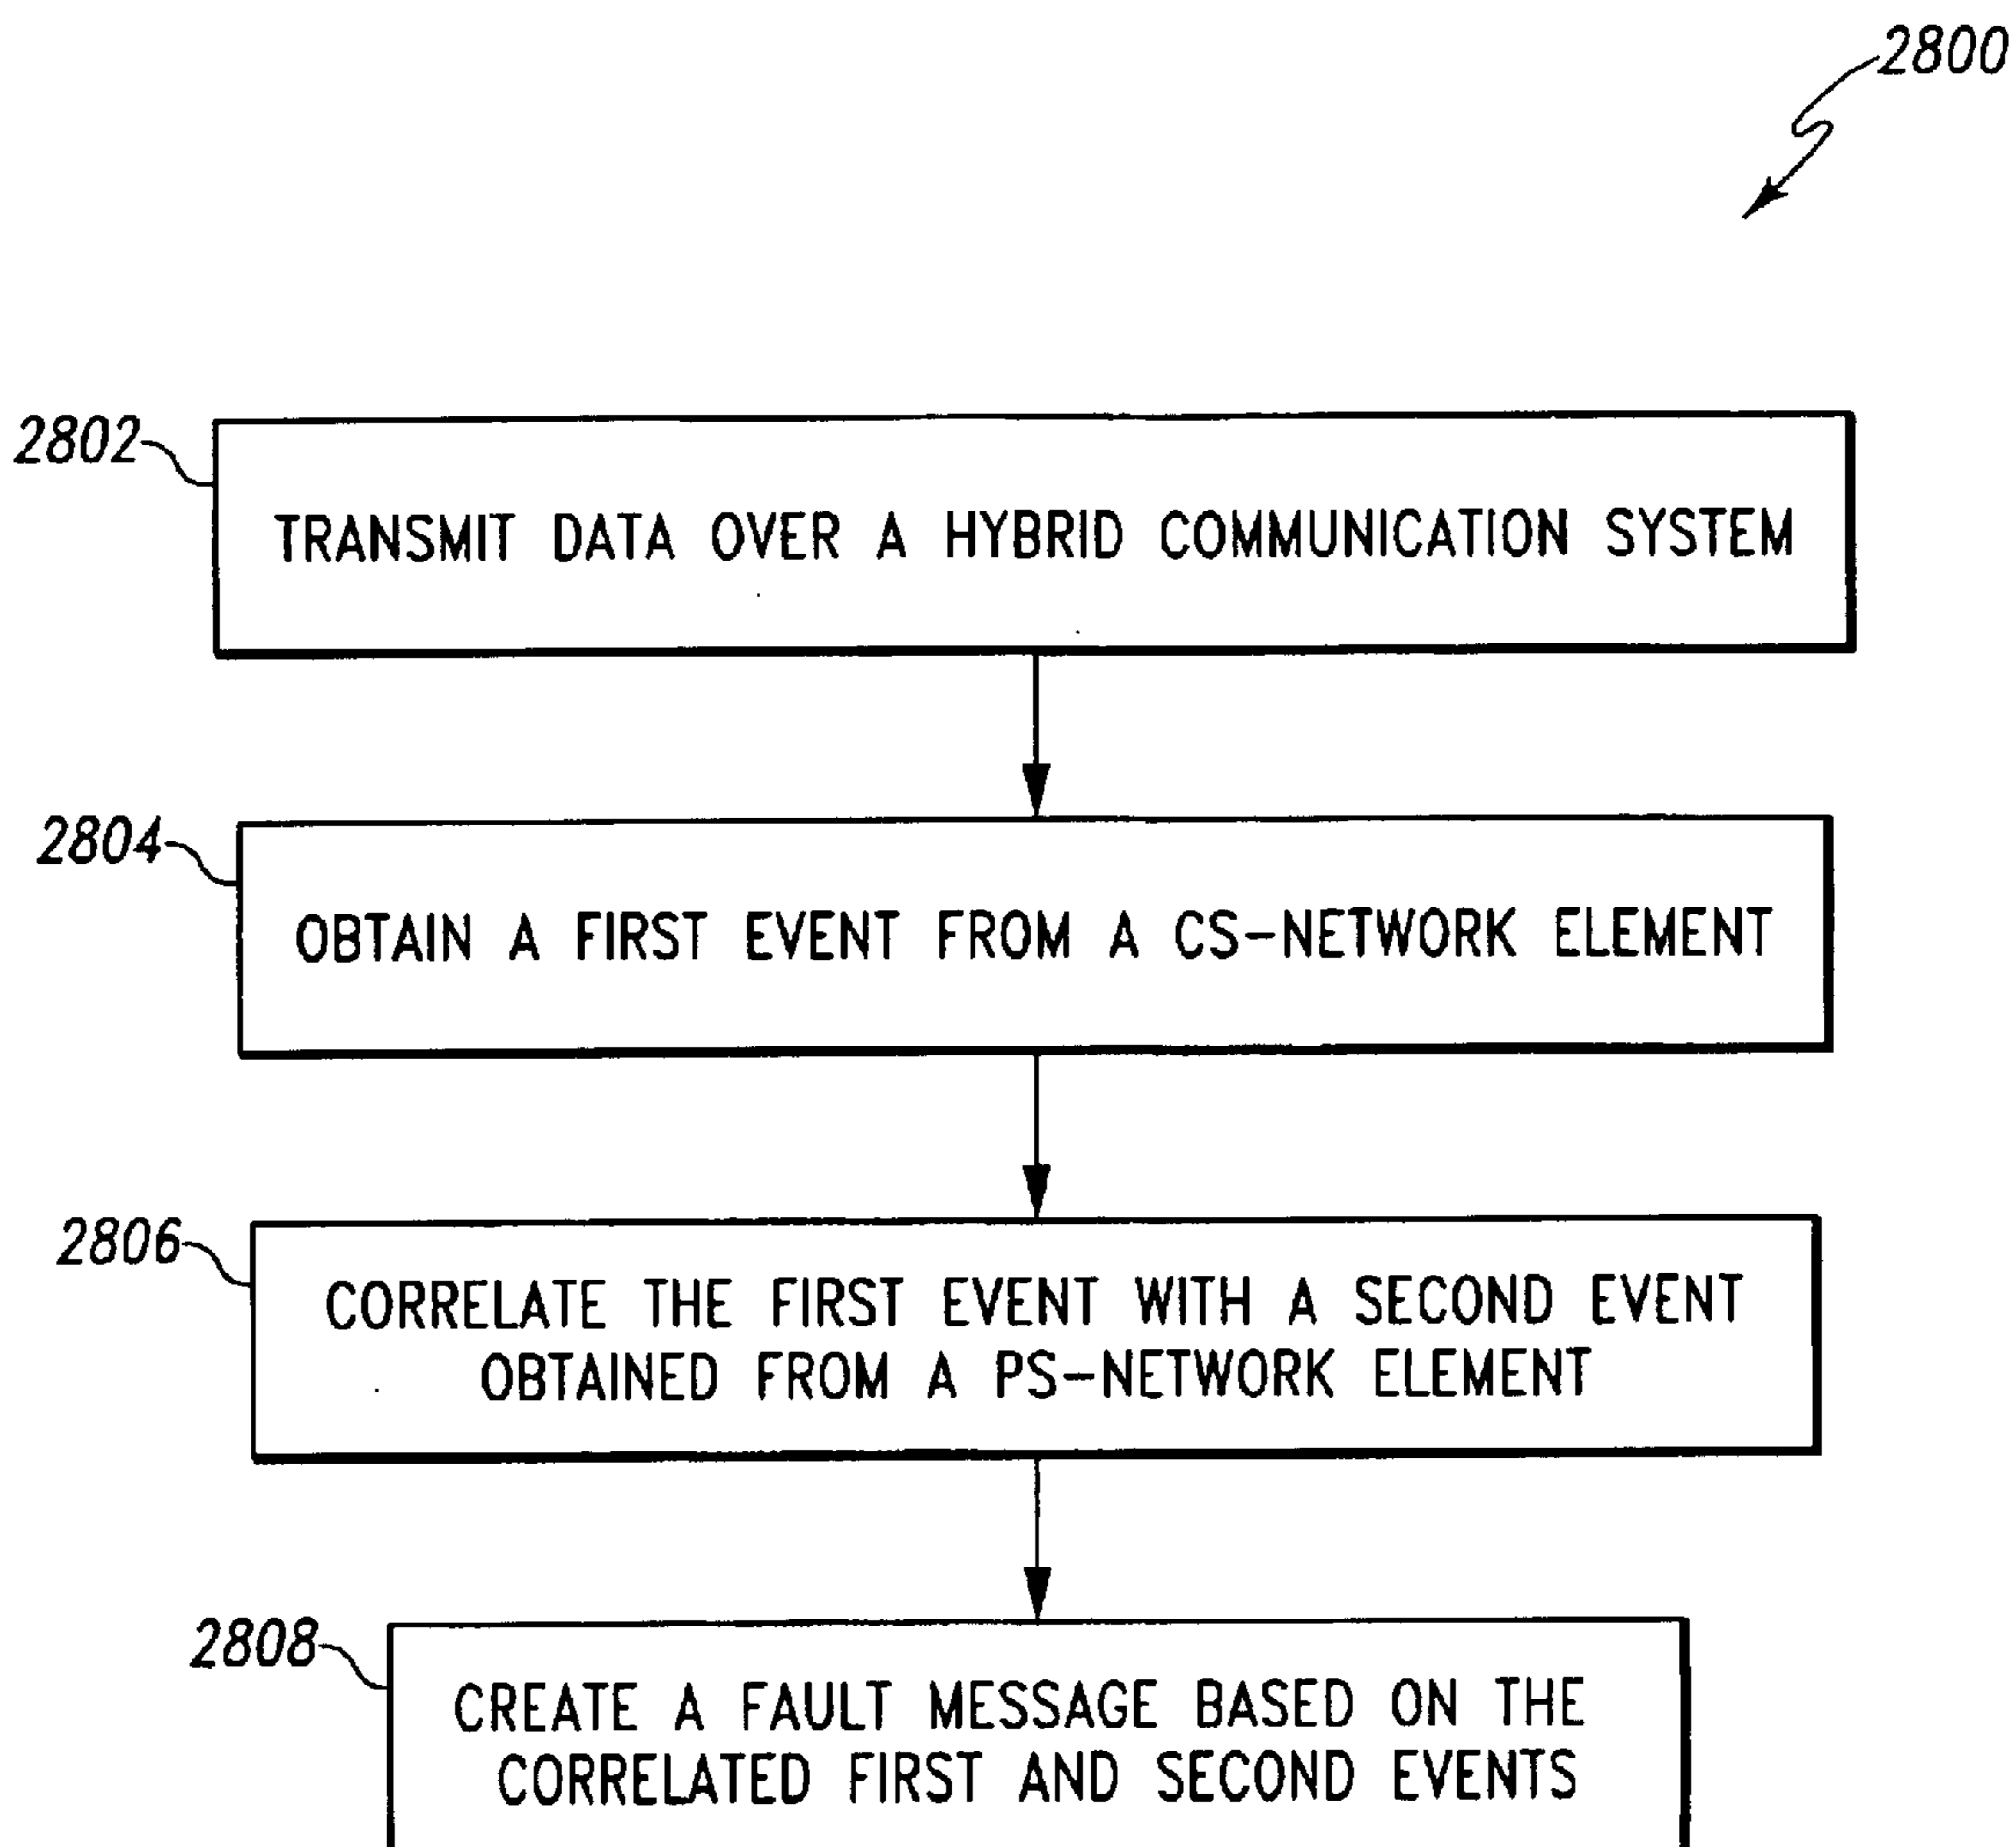 2800
2802
TRANSMIT DATA OVER A HYBRID COMMUNICATION SYSTEM
2804
OBTAIN A FIRST EVENT FROM A CS-NETWORK ELEMENT
2806
CORRELATE THE FIRST EVENT WITH A SECOND EVENT
OBTAINED FROM A PS-NETWORK ELEMENT
2808
CREATE A FAULT MESSAGE BASED ON THE
CORRELATED FIRST AND SECOND EVENTS